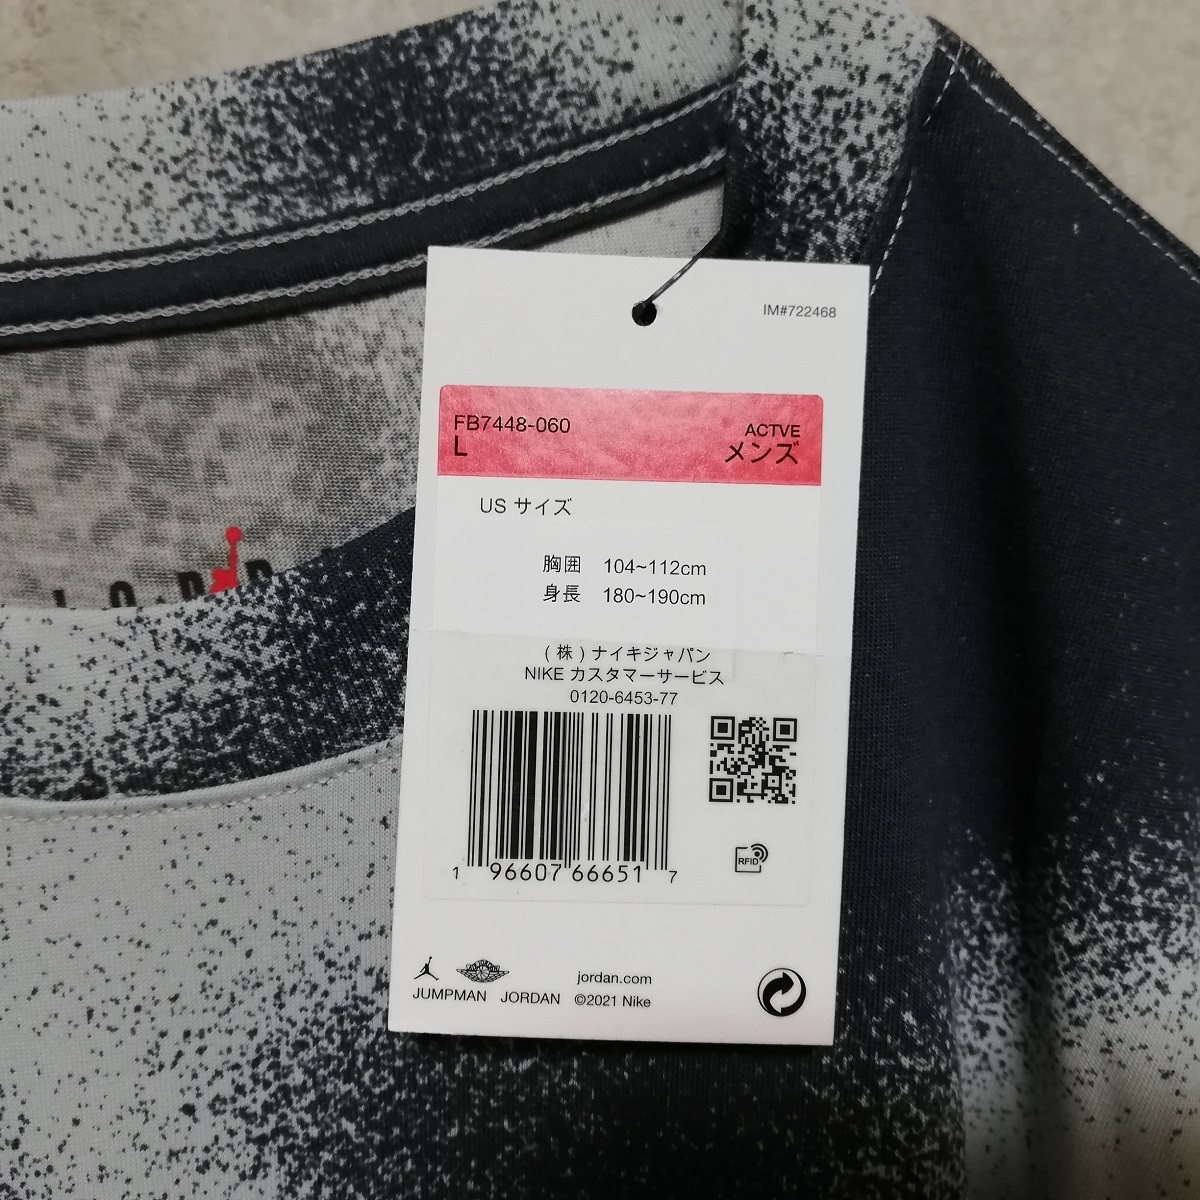 IM#722468
FB7448-060
L
ACTVE
メンズ
US サイズ
胸囲 104~112cm
身長 180~190cm
(株)ナイキジャパン
NIKE カスタマーサービス
0120-6453-77
1 96607 66651 7
RFID
jordan.com
JUMPMAN JORDAN ©2021 Nike